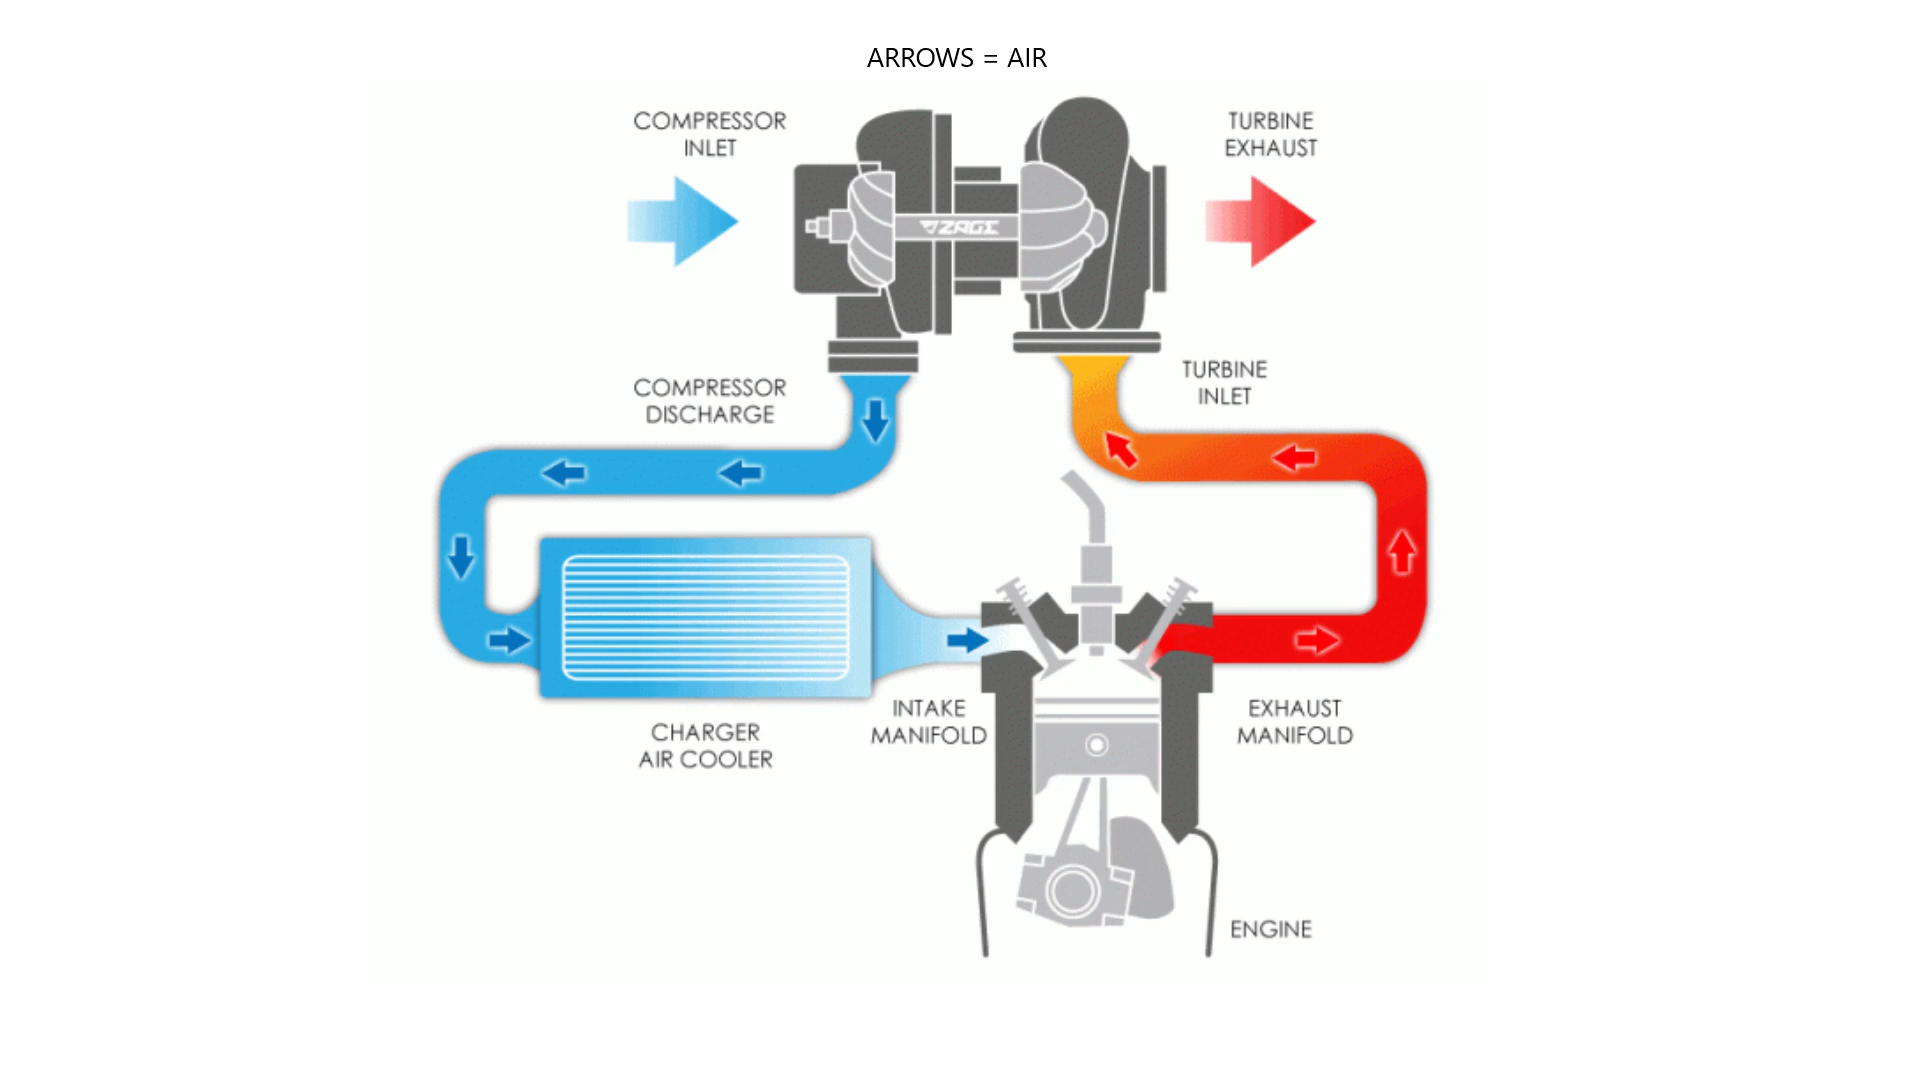 ARROWS = AIR
COMPRESSOR
INLET
TURBINE
EXHAUST
ZAGE
COMPRESSOR
DISCHARGE
TURBINE
INLET
CHARGER
AIR COOLER
INTAKE
MANIFOLD
EXHAUST
MANIFOLD
ENGINE